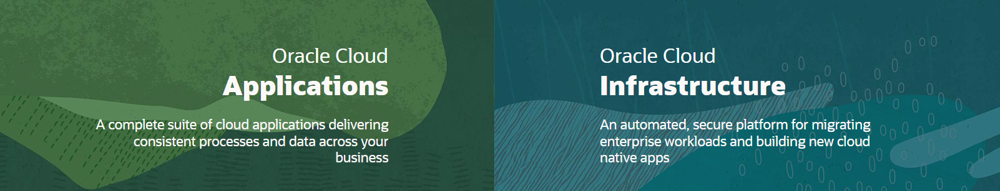 Oracle Cloud
Applications
A complete suite of cloud applications delivering
consistent processes and data across your
business
Oracle Cloud
Infrastructure
An automated, secure platform for migrating
enterprise workloads and building new cloud
native apps